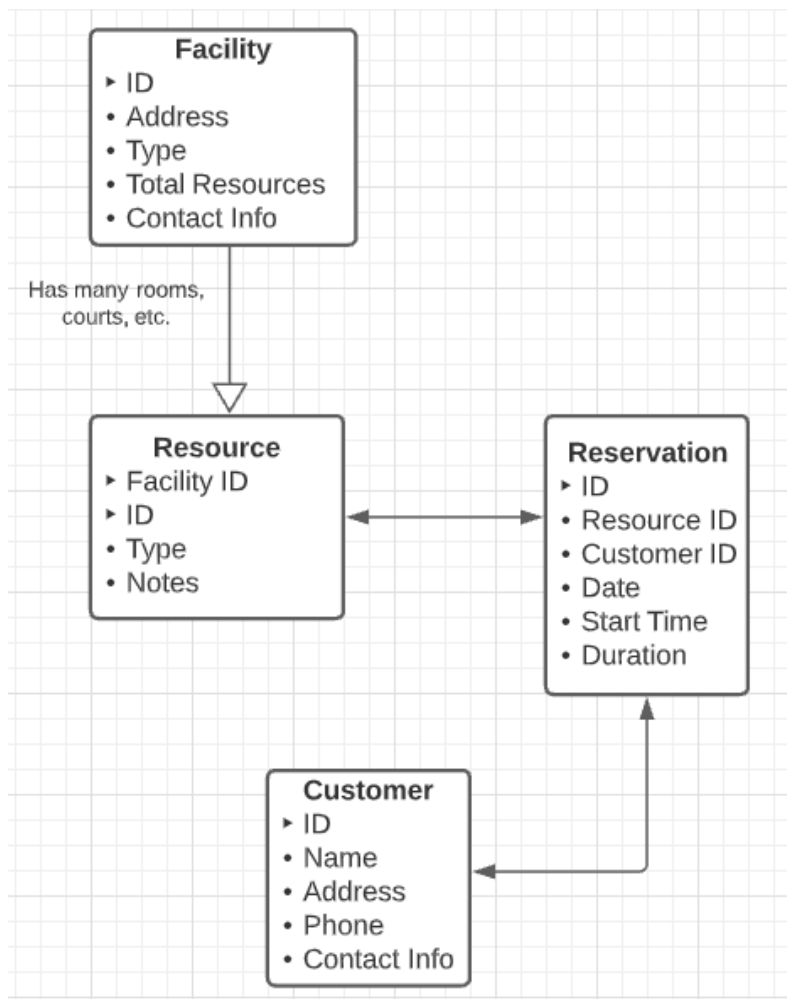 Facility
‣ ID
• Address
• Type
• Total Resources
• Contact Info
Has many rooms,
courts, etc.
Resource
‣ Facility ID
‣ ID
• Type
• Notes
Reservation
‣ ID
• Resource ID
• Customer ID
• Date
• Start Time
• Duration
Customer
‣ ID
• Name
• Address
• Phone
• Contact Info